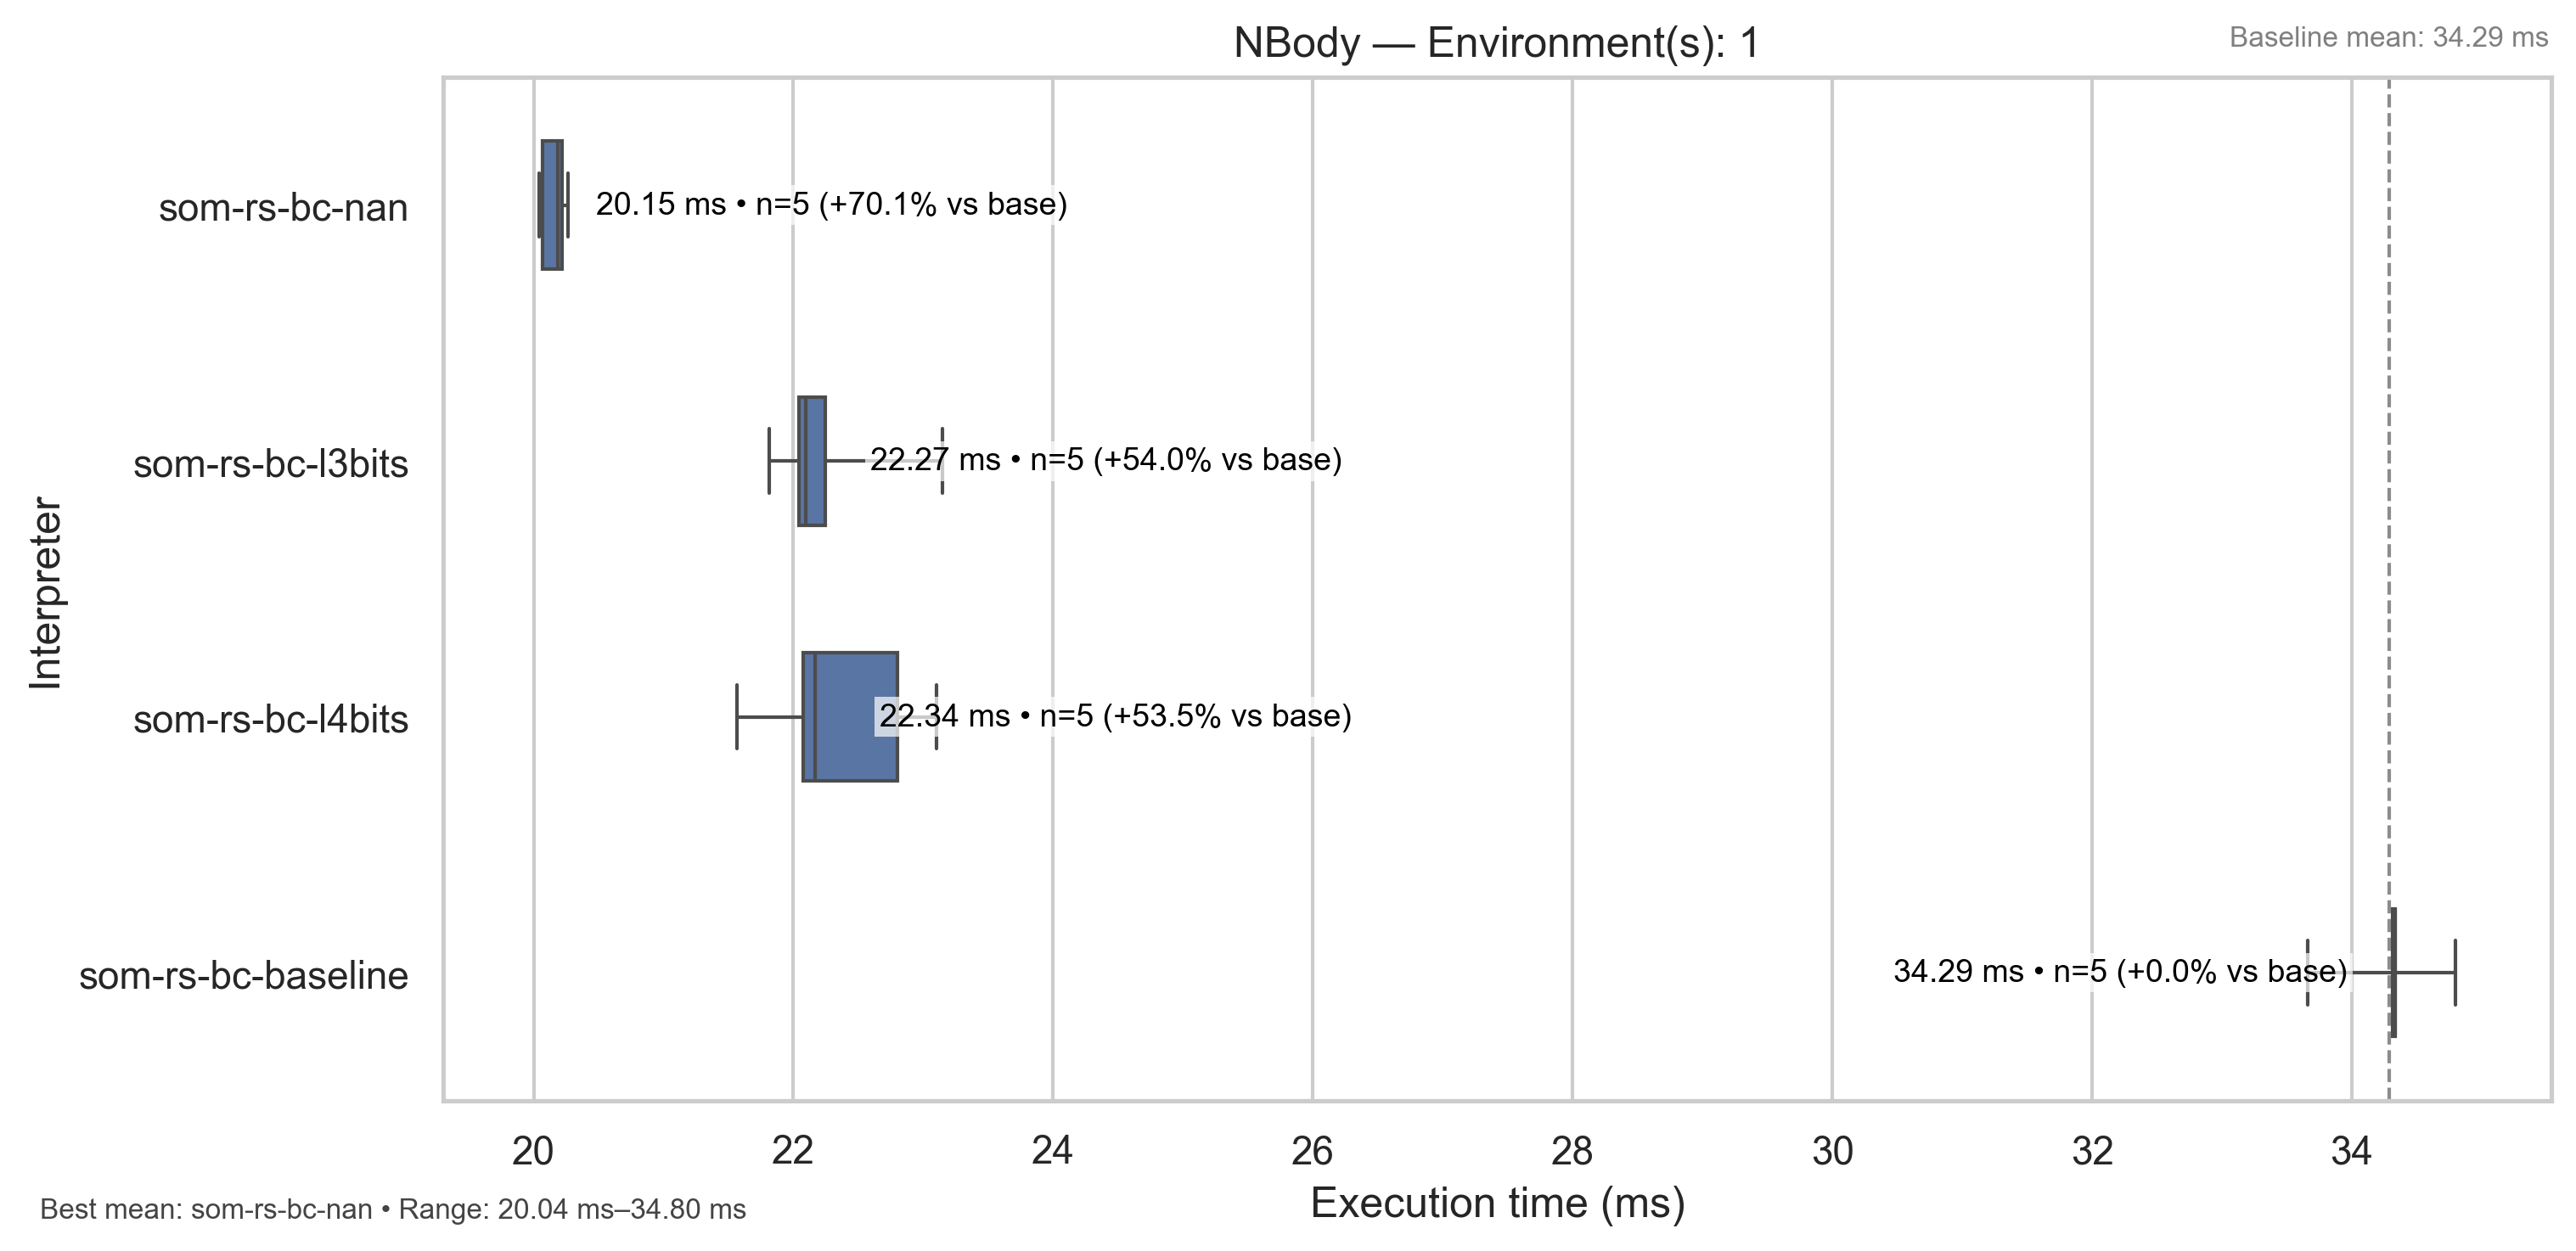 NBody — Environment(s): 1
Baseline mean: 34.29 ms
Interpreter
som-rs-bc-nan
20.15 ms • n=5 (+70.1% vs base)
som-rs-bc-l3bits
22.27 ms • n=5 (+54.0% vs base)
som-rs-bc-l4bits
22.34 ms • n=5 (+53.5% vs base)
som-rs-bc-baseline
34.29 ms • n=5 (+0.0% vs base)
20 22 24 26 28 30 32 34
Execution time (ms)
Best mean: som-rs-bc-nan • Range: 20.04 ms–34.80 ms